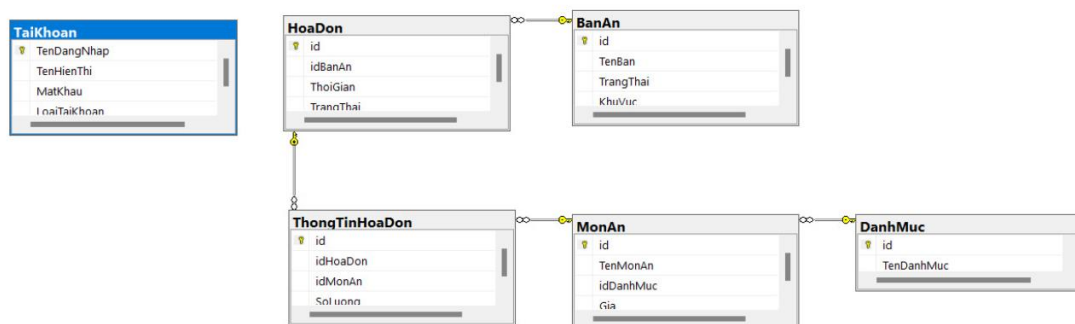 TaiKhoan
TenDangNhap
TenHienThi
MatKhau
LoaiTaiKhoan
HoaDon
id
idBanAn
ThoiGian
TrangThai
BanAn
id
TenBan
TrangThai
KhuVuc
ThongTinHoaDon
id
idHoaDon
idMonAn
SoLuong
MonAn
id
TenMonAn
idDanhMuc
Gia
DanhMuc
id
TenDanhMuc